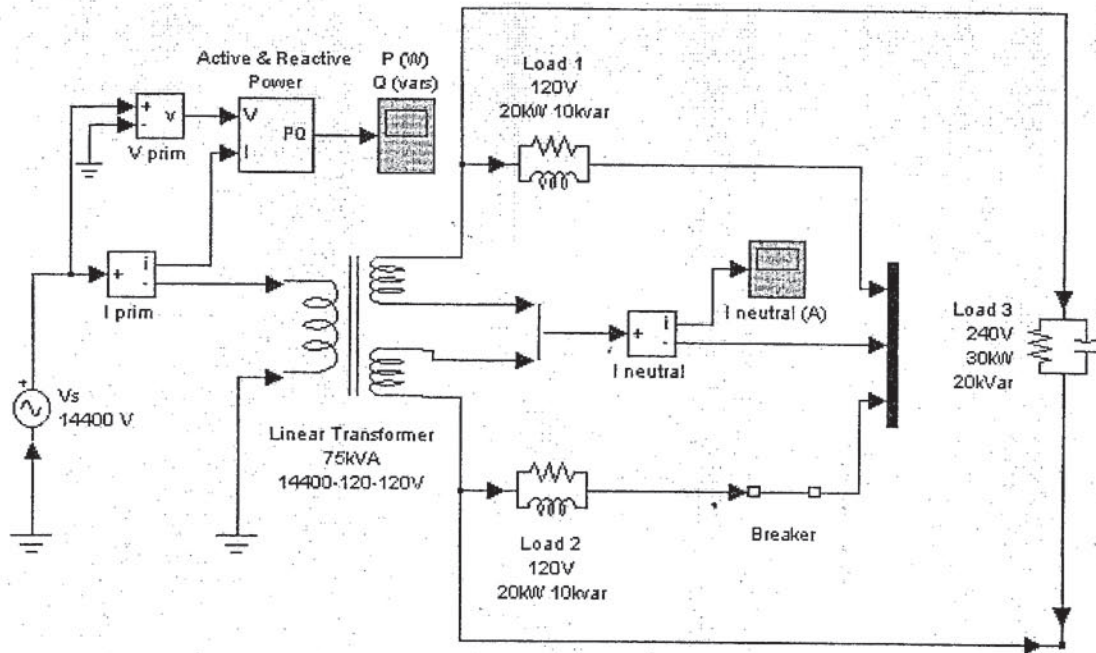 Active & Reactive
Power
P (W)
Q (vars)
Load 1
120V
20kW 10kvar
+
-
v
V prim
V
I
PQ
+
i
-
I prim
I neutral (A)
+
i
-
I neutral
Load 3
240V
30kW
20kVar
+
Vs
14400 V
Linear Transformer
75kVA
14400-120-120V
Breaker
Load 2
120V
20kW 10kvar